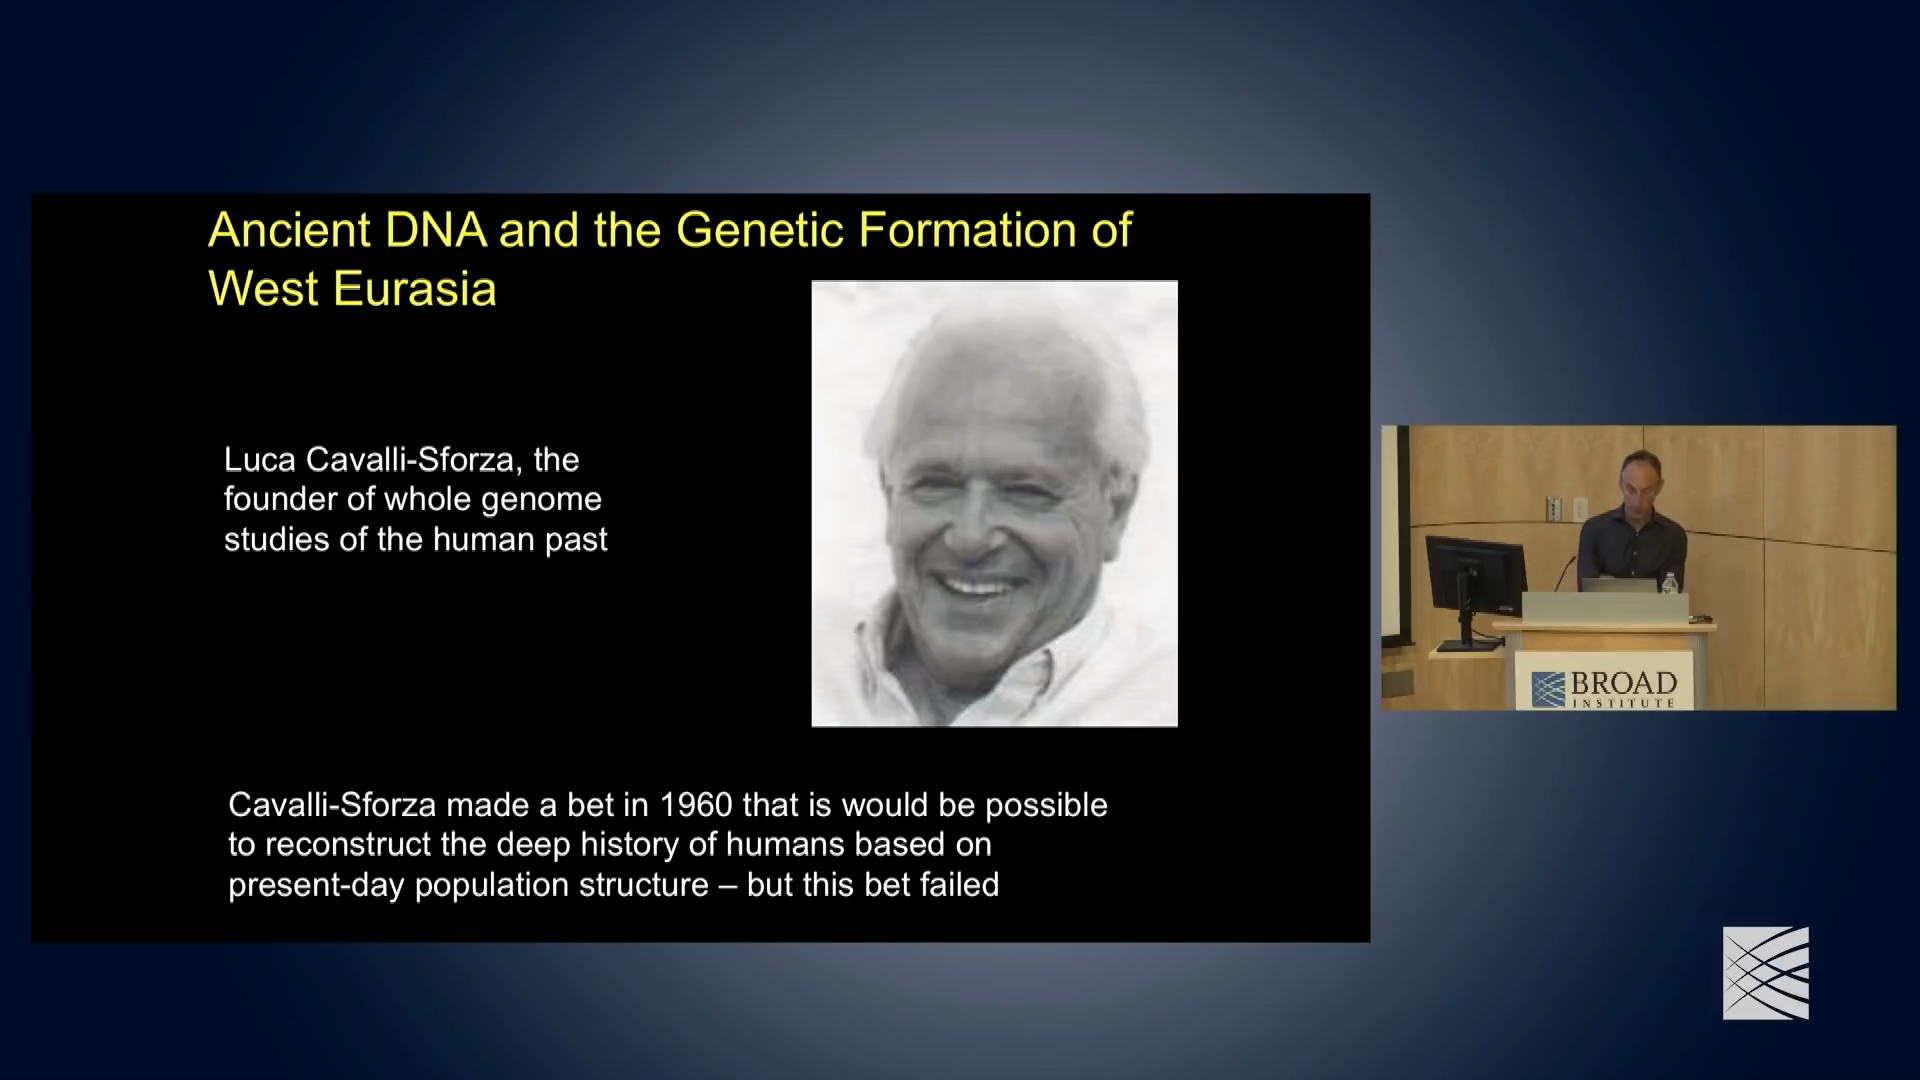 Ancient DNA and the Genetic Formation of
West Eurasia
Luca Cavalli-Sforza, the
founder of whole genome
studies of the human past
Cavalli-Sforza made a bet in 1960 that is would be possible
to reconstruct the deep history of humans based on
present-day population structure – but this bet failed
BROAD
INSTITUTE